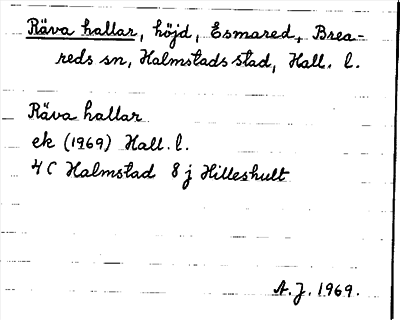 Räva hallar, höjd, Esmared, Brea-
reds sn, Halmstads stad, Hall. l.
Räva hallar
ek (1969) Hall. l.
4 C Halmstad 8 j Hilleshult
A.J. 1969.